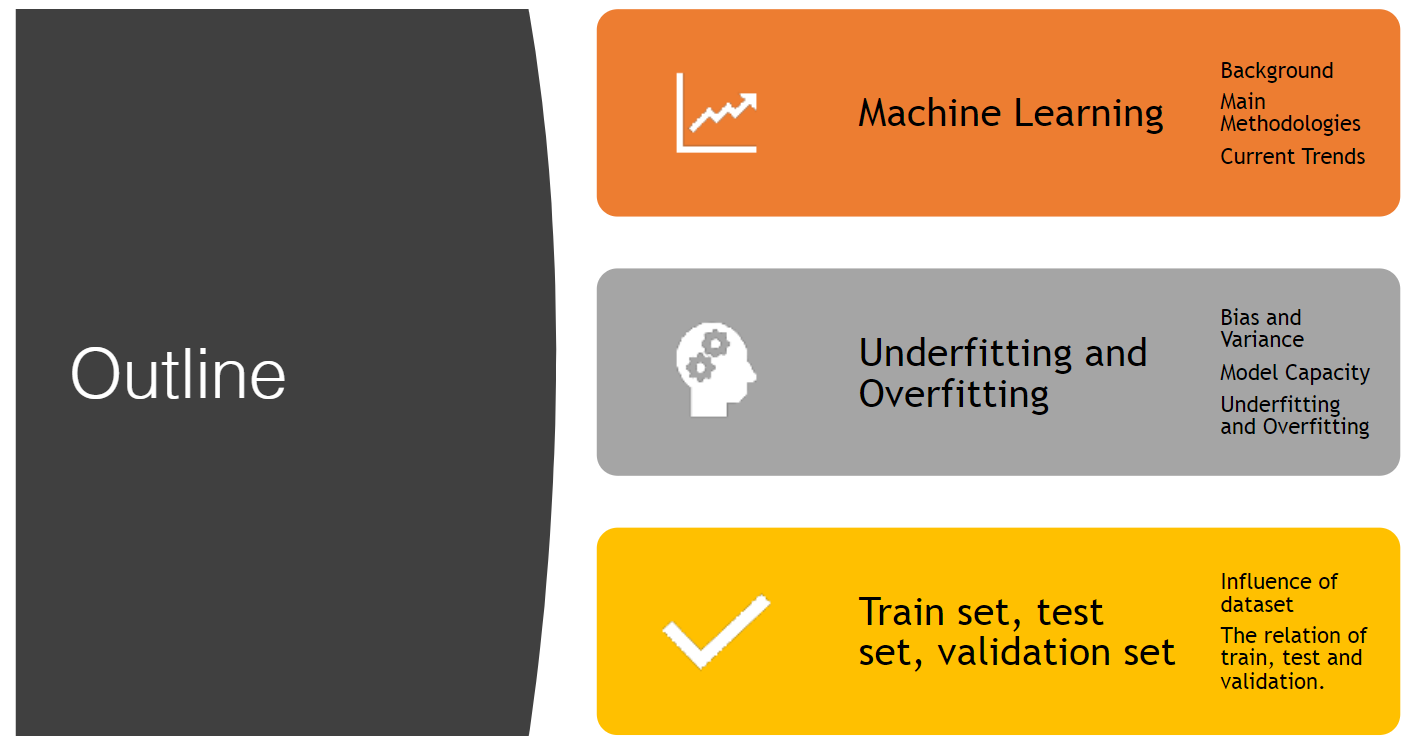 Outline
Machine Learning
Background
Main
Methodologies
Current Trends
Underfitting and
Overfitting
Bias and
Variance
Model Capacity
Underfitting
and Overfitting
Train set, test
set, validation set
Influence of
dataset
The relation of
train, test and
validation.